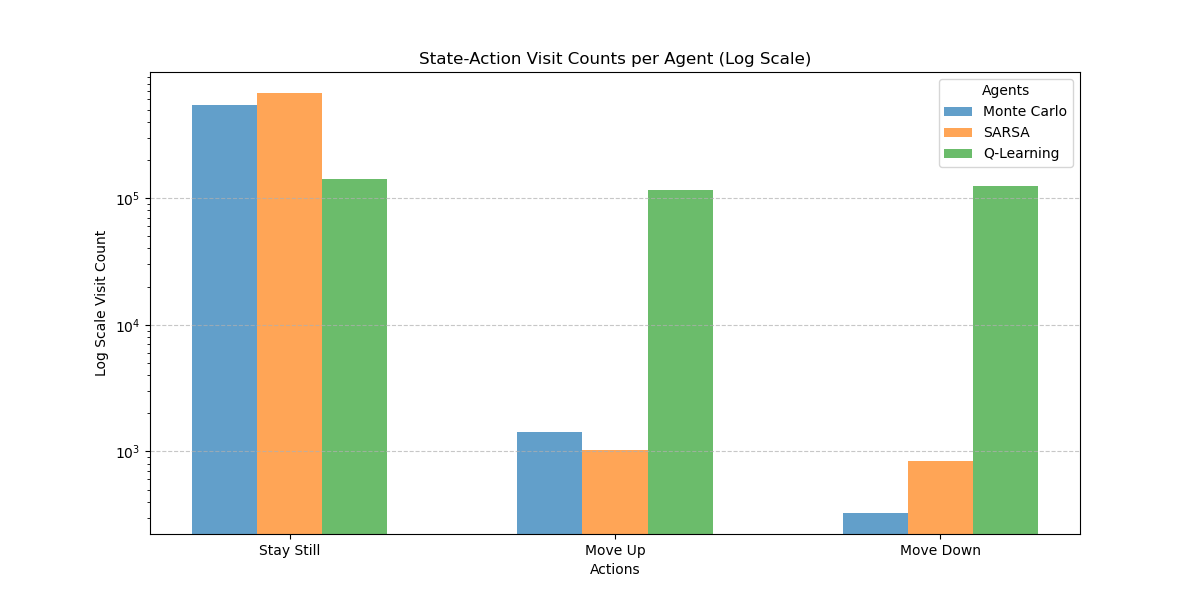 State-Action Visit Counts per Agent (Log Scale)
Agents
Monte Carlo
SARSA
Q-Learning
Log Scale Visit Count
10^5
10^4
10^3
Stay Still
Move Up
Move Down
Actions